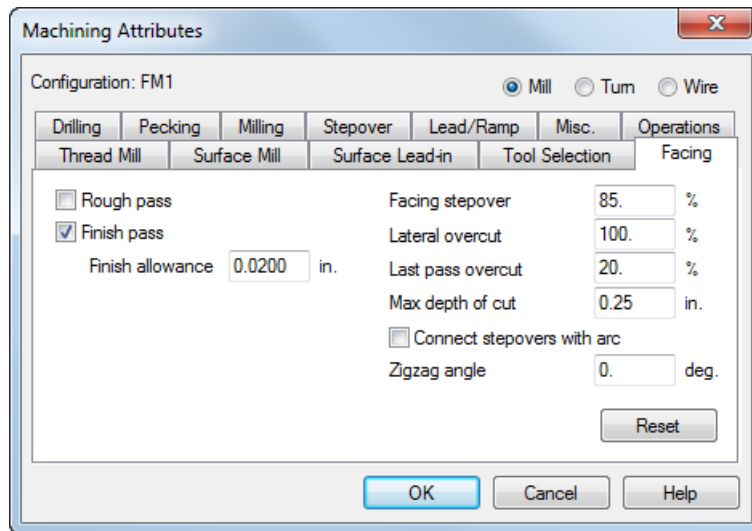 Machining Attributes
Configuration: FM1
Mill Turn Wire
Drilling Pecking Milling Stepover Lead/Ramp Misc. Operations
Thread Mill Surface Mill Surface Lead-in Tool Selection Facing
Rough pass Facing stepover 85. %
Finish pass Lateral overcut 100. %
Finish allowance 0.0200 in. Last pass overcut 20. %
Max depth of cut 0.25 in.
Connect stepovers with arc
Zigzag angle 0. deg.
Reset
OK Cancel Help